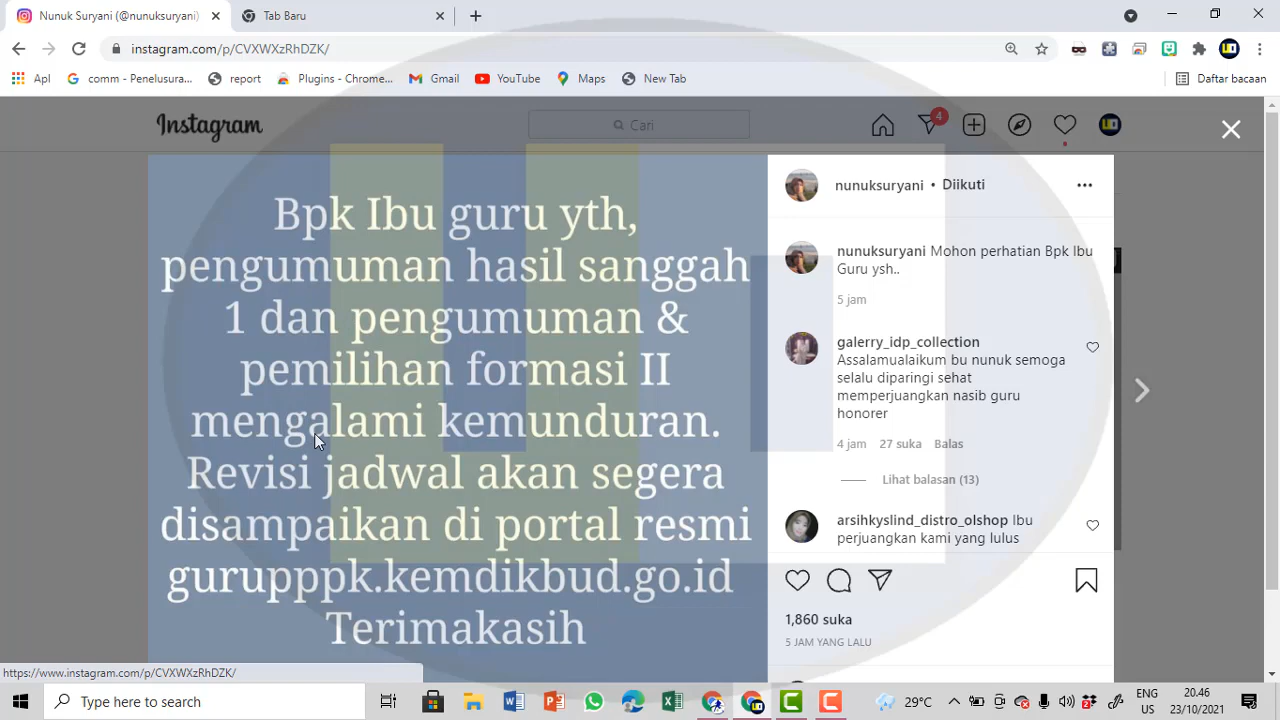 Nunuk Suryani (@nunuksuryani)
Tab Baru
instagram.com/p/CVXWXzRhDZK/
Apl
comm - Penelusura...
report
Plugins - Chrome...
Gmail
YouTube
Maps
New Tab
Daftar bacaan
Instagram
Cari
4
UD
Bpk Ibu guru yth,
pengumuman hasil sanggah
1 dan pengumuman &
pemilihan formasi II
mengalami kemunduran.
Revisi jadwal akan segera
disampaikan di portal resmi
gurupppk.kemdikbud.go.id
Terimakasih
nunuksuryani • Diikuti
nunuksuryani Mohon perhatian Bpk Ibu
Guru ysh..
5 jam
galerry_idp_collection
Assalamualaikum bu nunuk semoga
selalu diparingi sehat
memperjuangkan nasib guru
honorer
4 jam 27 suka Balas
Lihat balasan (13)
arsihkyslind_distro_olshop Ibu
perjuangkan kami yang lulus
1,860 suka
5 JAM YANG LALU
https://www.instagram.com/p/CVXWXzRhDZK/
Type here to search
29°C
ENG
US
20.46
23/10/2021